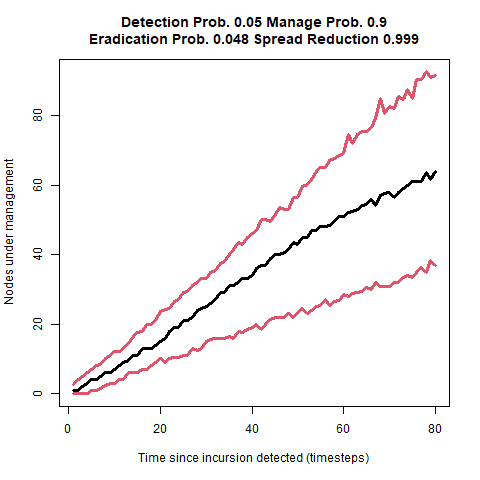 Detection Prob. 0.05 Manage Prob. 0.9
Eradication Prob. 0.048 Spread Reduction 0.999
Nodes under management
80
60
40
20
0
0 20 40 60 80
Time since incursion detected (timesteps)